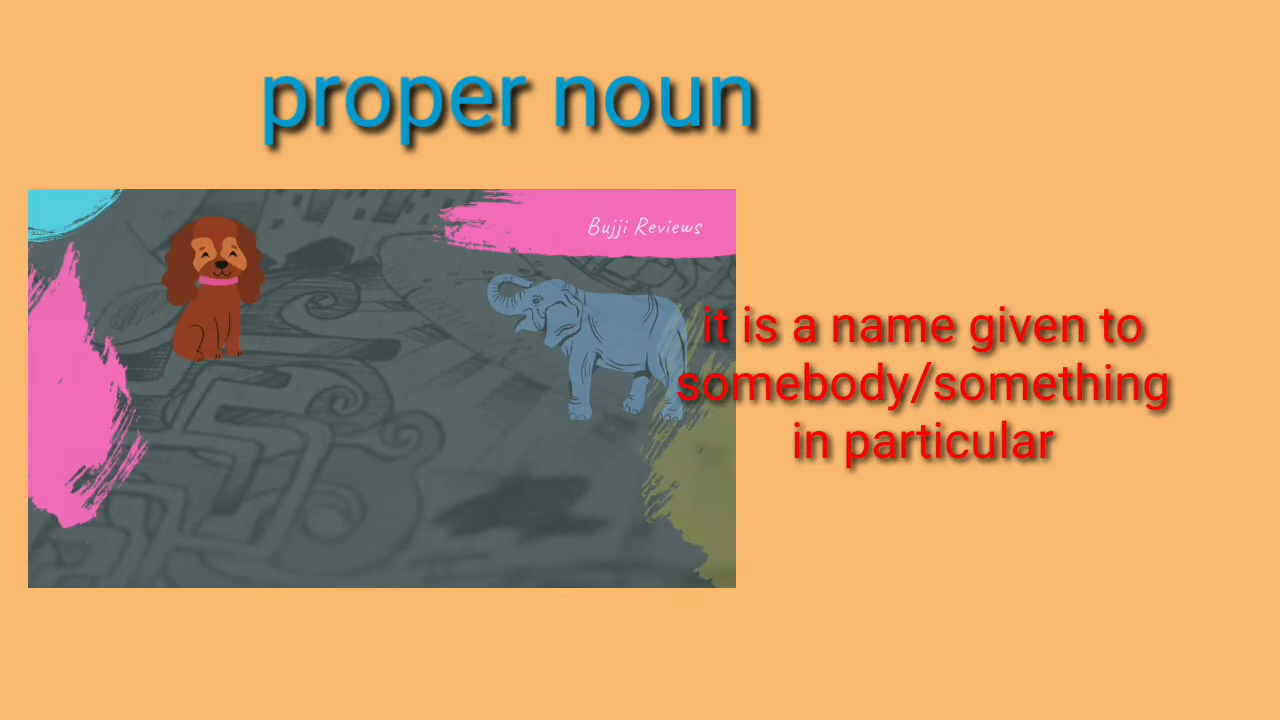 proper noun
Bujji Reviews
it is a name given to
somebody/something
in particular